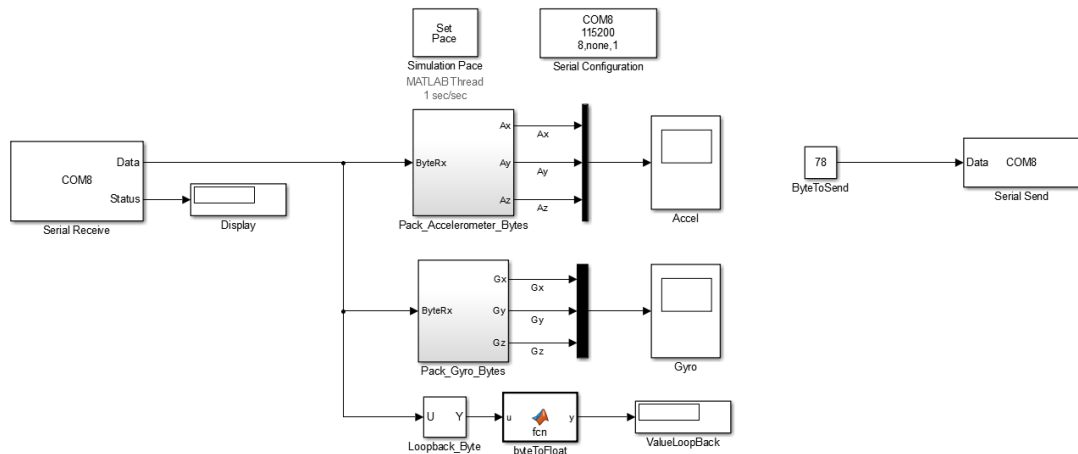 Set
Pace
Simulation Pace
MATLAB Thread
1 sec/sec
COM8
115200
8,none,1
Serial Configuration
COM8
Data
Status
Serial Receive
Display
ByteRx
Ax
Ay
Az
Pack_Accelerometer_Bytes
Ax
Ay
Az
Accel
78
ByteToSend
Data
COM8
Serial Send
ByteRx
Gx
Gy
Gz
Pack_Gyro_Bytes
Gx
Gy
Gz
Gyro
U
Y
Loopback_Byte
u
fcn
y
byteToFloat
ValueLoopBack